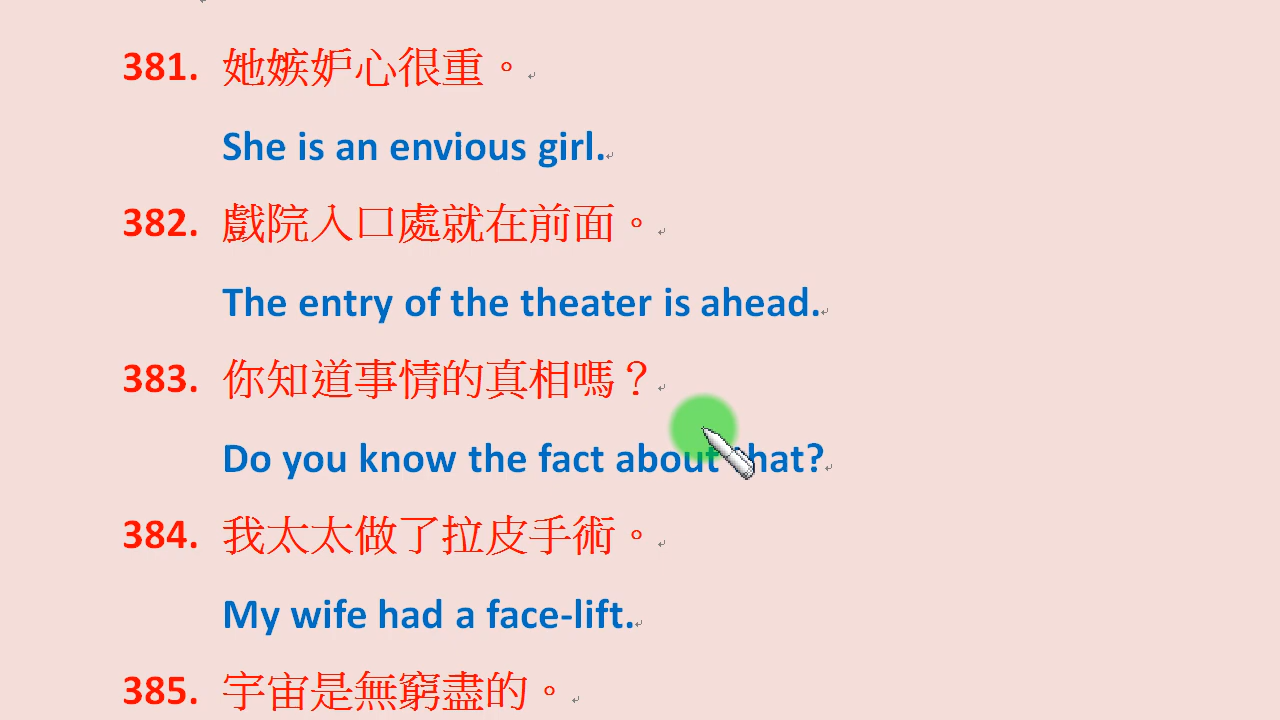 381. 她嫉妒心很重。
She is an envious girl.
382. 戲院入口處就在前面。
The entry of the theater is ahead.
383. 你知道事情的真相嗎？
Do you know the fact about that?
384. 我太太做了拉皮手術。
My wife had a face-lift.
385. 宇宙是無窮盡的。